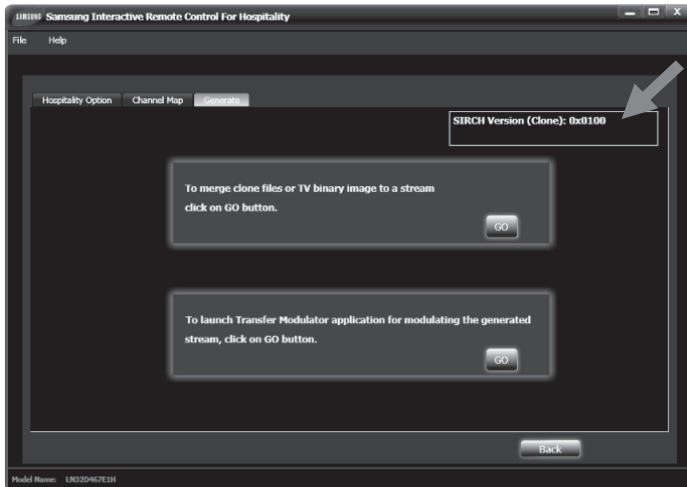 SAMSUNG Samsung Interactive Remote Control For Hospitality
File Help
Hospitality Option Channel Map Generate
SIRCH Version (Clone): 0x0100
To merge clone files or TV binary image to a stream
click on GO button.
GO
To launch Transfer Modulator application for modulating the generated
stream, click on GO button.
GO
Back
Model Name: LN32D467E1H